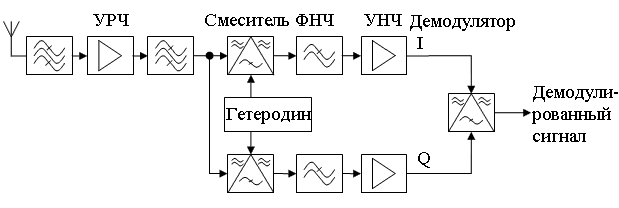 УРЧ
Смеситель ФНЧ
УНЧ
Демодулятор
I
Гетеродин
Демодули-
рованный
сигнал
Q